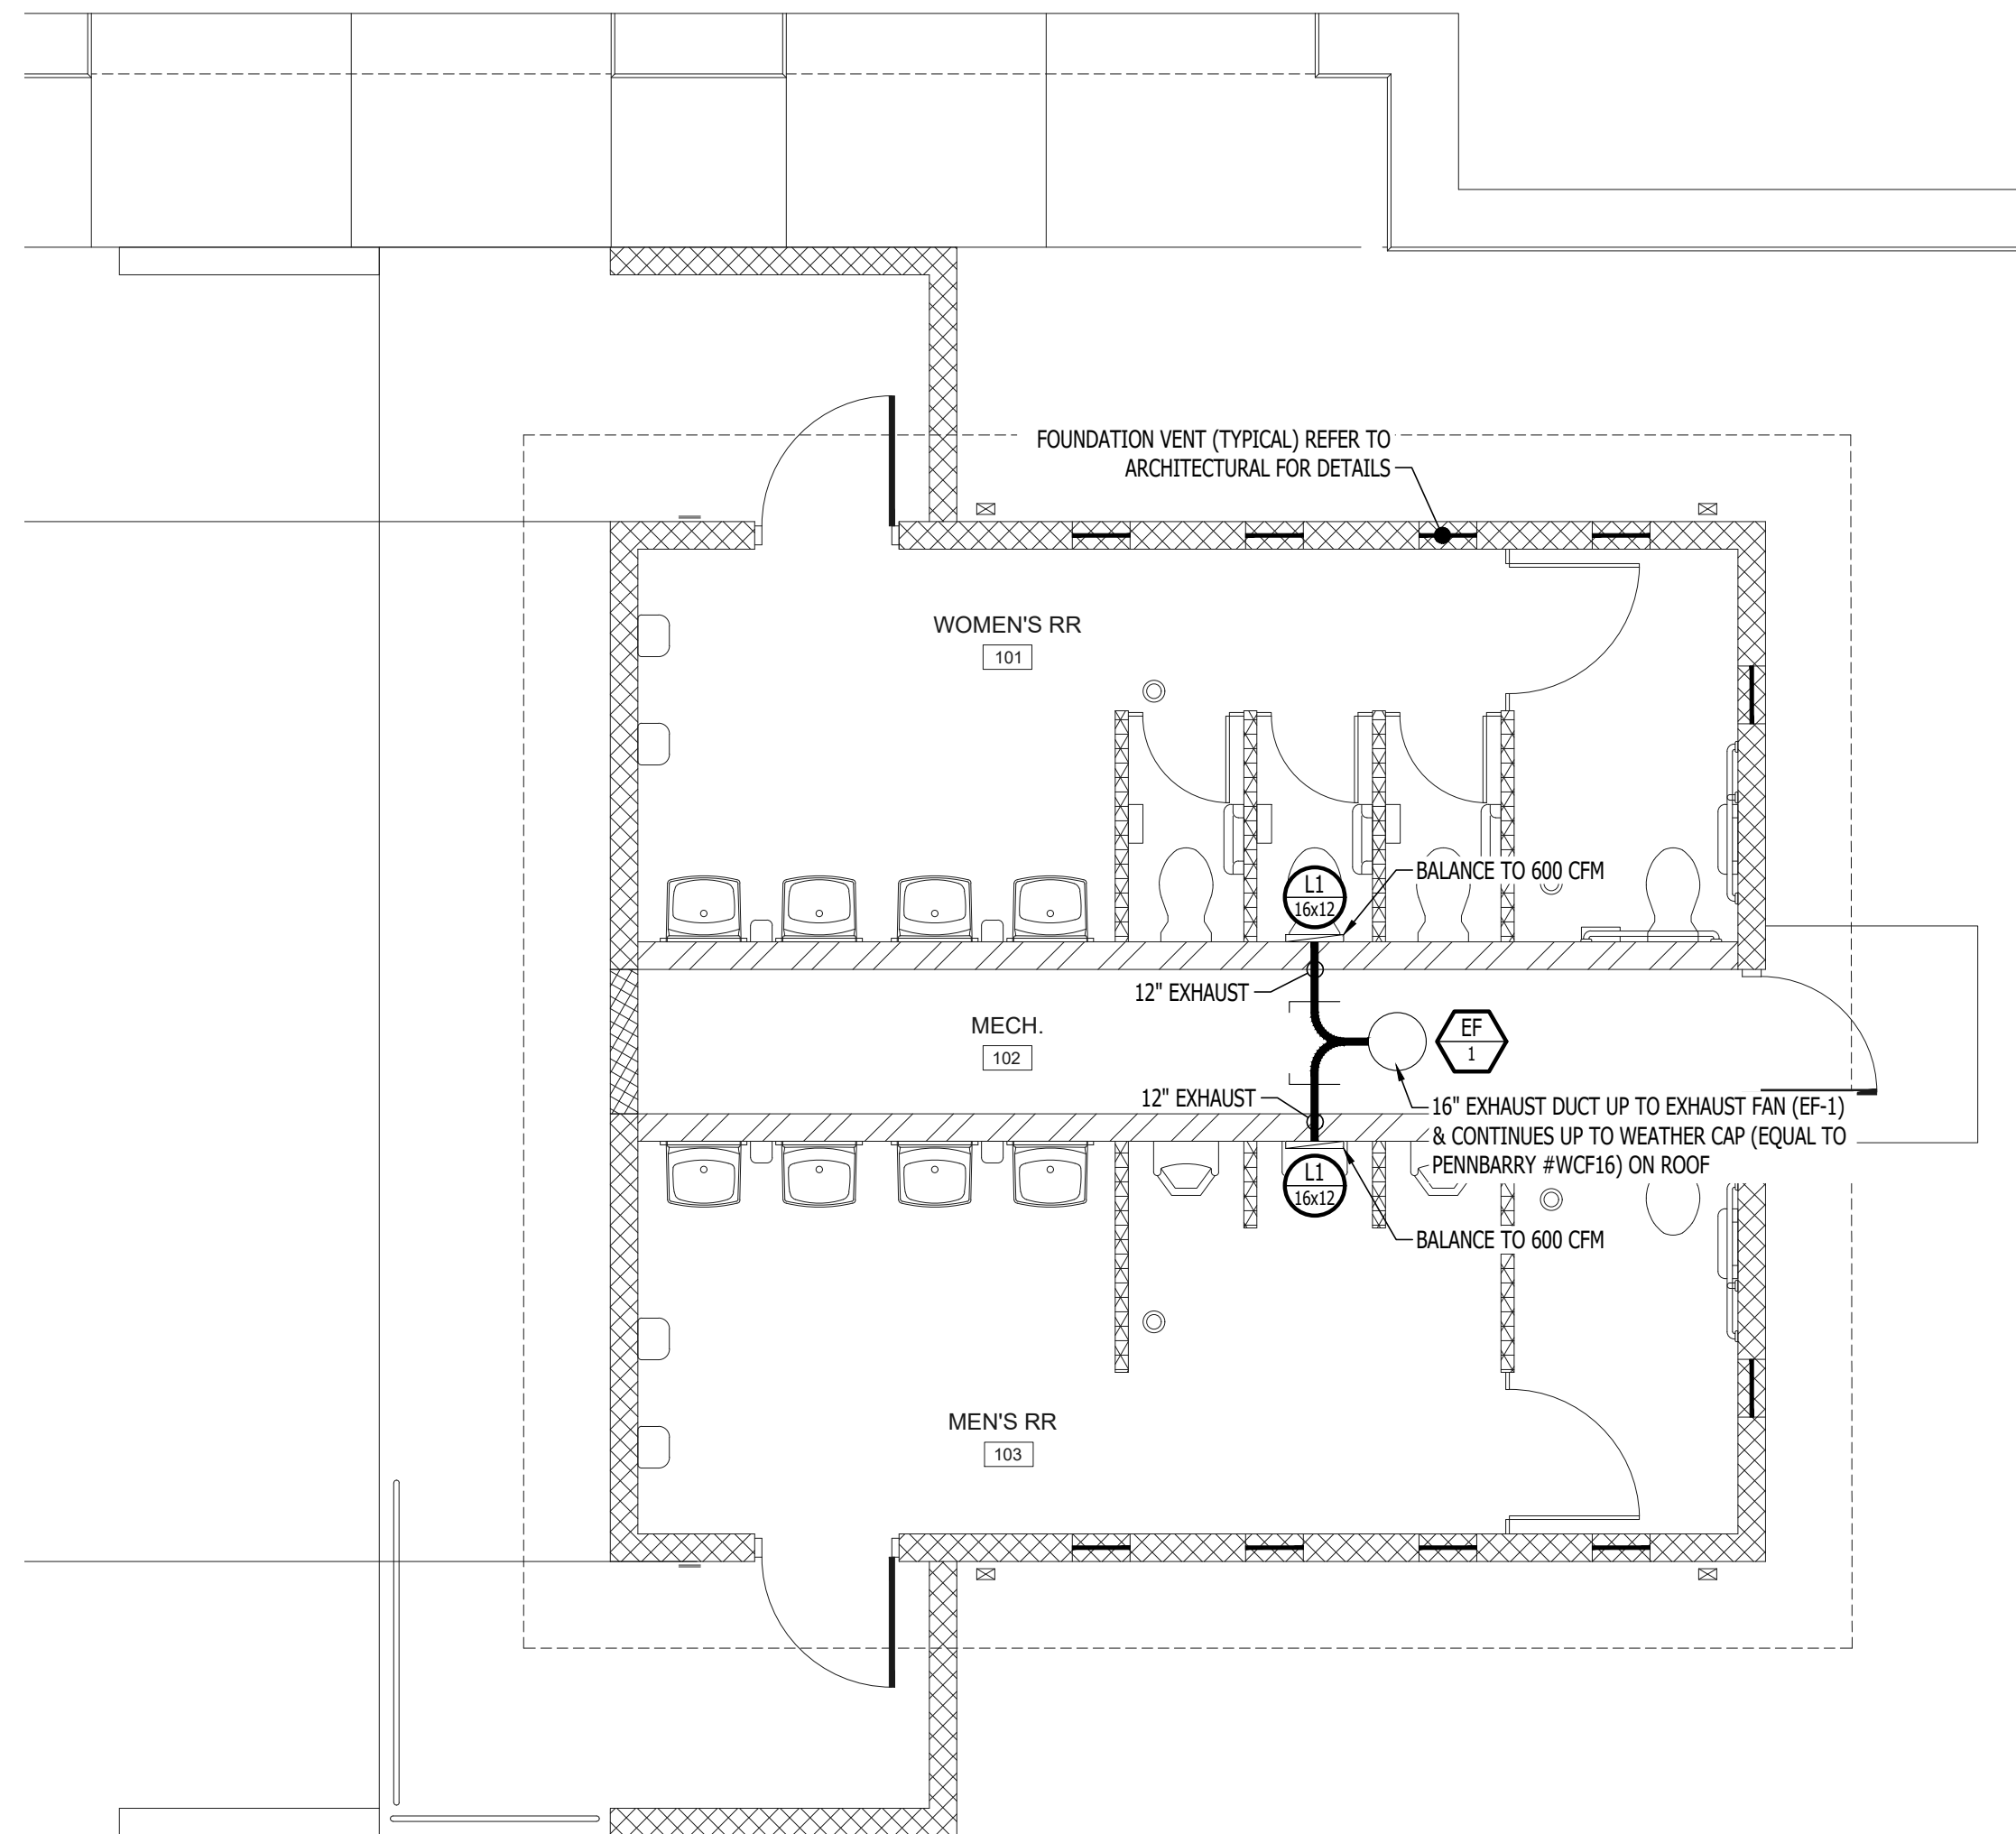 FOUNDATION VENT (TYPICAL) REFER TO
ARCHITECTURAL FOR DETAILS
WOMEN'S RR
101
BALANCE TO 600 CFM
L1
16x12
12" EXHAUST
MECH.
102
EF
1
12" EXHAUST
16" EXHAUST DUCT UP TO EXHAUST FAN (EF-1)
& CONTINUES UP TO WEATHER CAP (EQUAL TO
PENNBARRY #WCF16) ON ROOF
L1
16x12
BALANCE TO 600 CFM
MEN'S RR
103